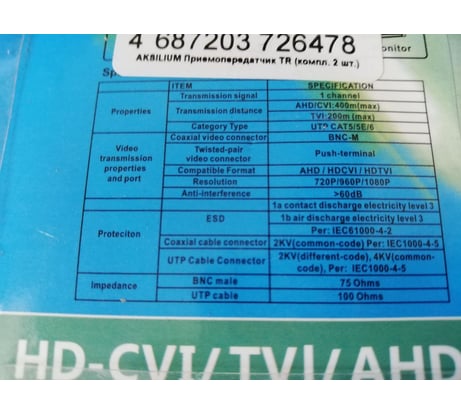 4 687203 726478
AKBILIUM Приемопередатчик TR (компл. 2 шт.)
onitor
Sp
ITEM SPECIFICATION
Properties
Transmission signal 1 channel
Transmission distance AHD/CVI:400m(max)
TVI:200m(max)
Category Type UTP CAT5/5E/6
Video transmission properties and port
Coaxial video connector BNC-M
Twisted-pair video connector Push-terminal
Compatible Format AHD / HDCVI / HDTVI
Resolution 720P/960P/1080P
Anti-interference >60dB
Proteciton
ESD
1a contact discharge electricity level 3
1b air discharge electricity level 3
Per: IEC61000-4-2
Coaxial cable connector 2KV(common-code) Per: IEC1000-4-5
UTP Cable Connector 2KV(different-code), 4KV(common-
code), Per: IEC1000-4-5
Impedance
BNC male 75 Ohms
UTP cable 100 Ohms
HD-CVI/TVI/AHD